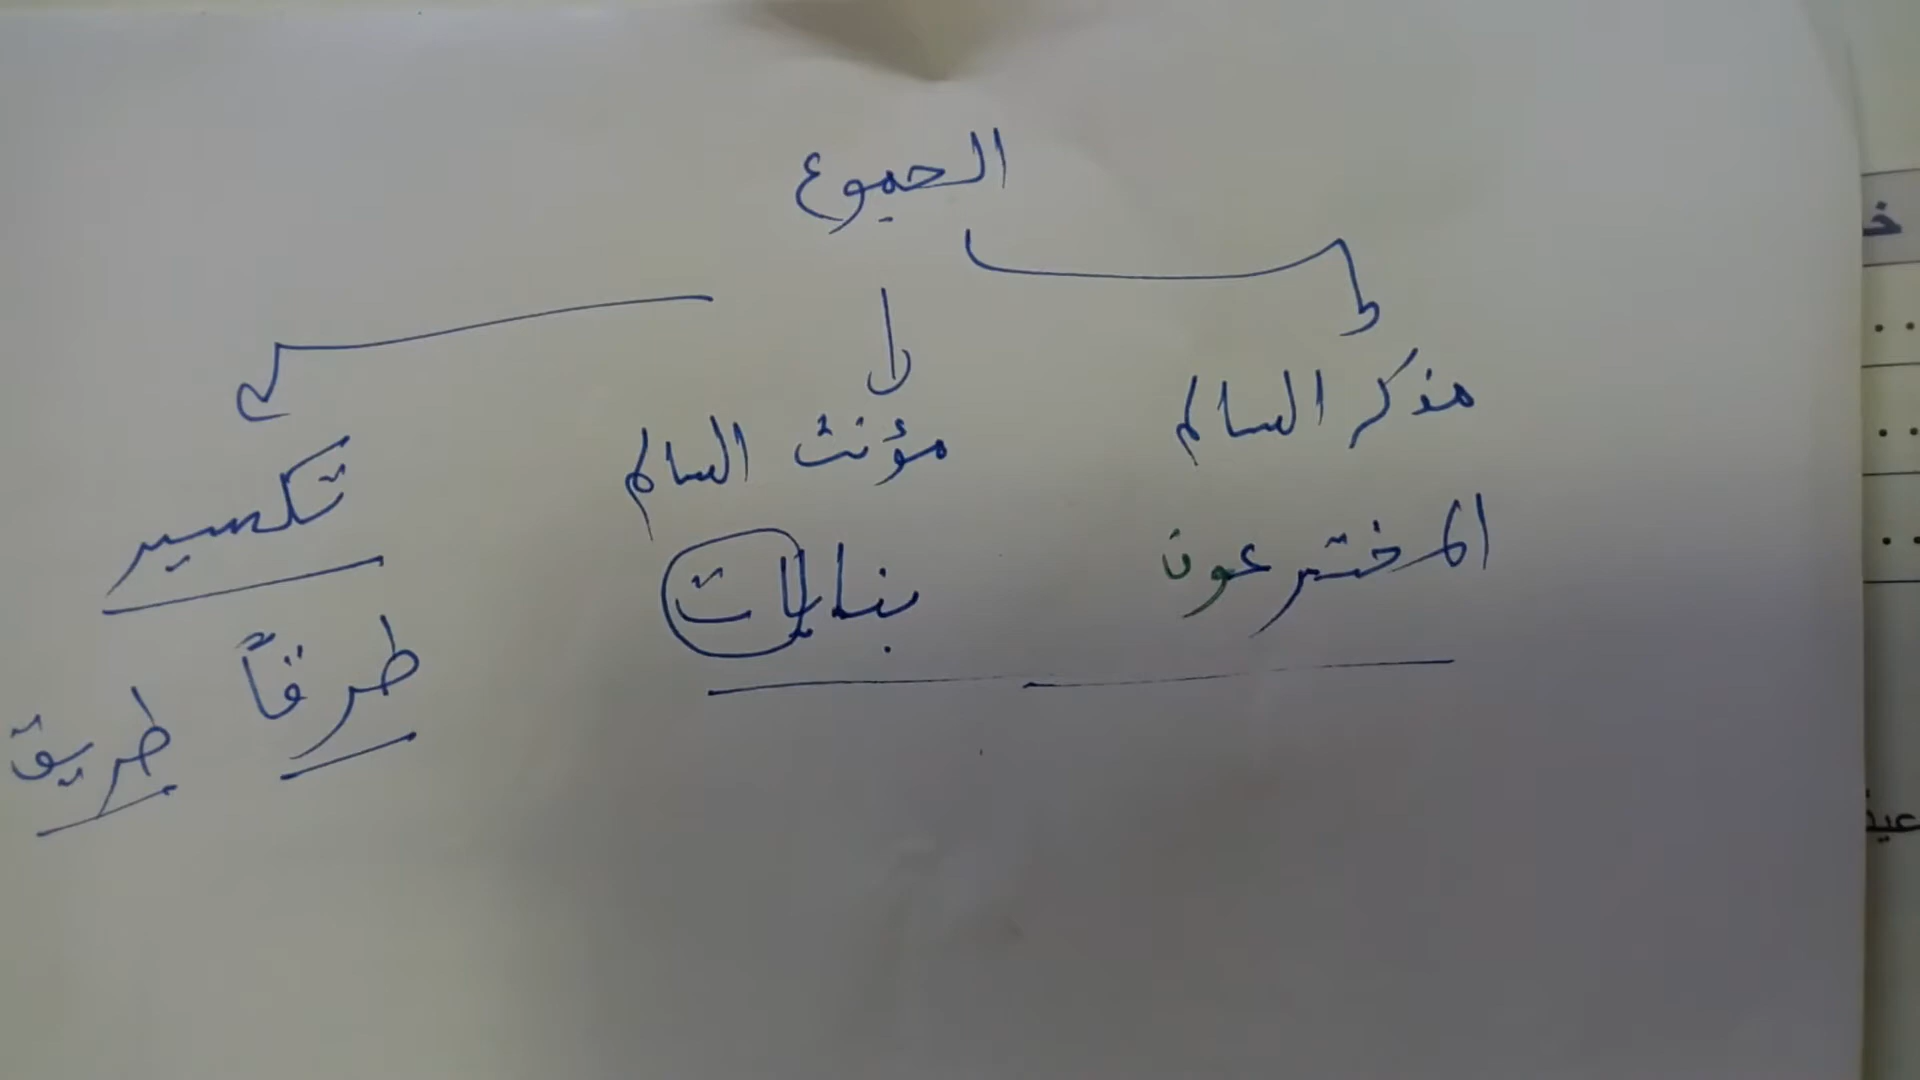 الجموع
مذكر السالم
مؤنث السالم
تكسير
المخترعون
بنايات
طرقاً طريق